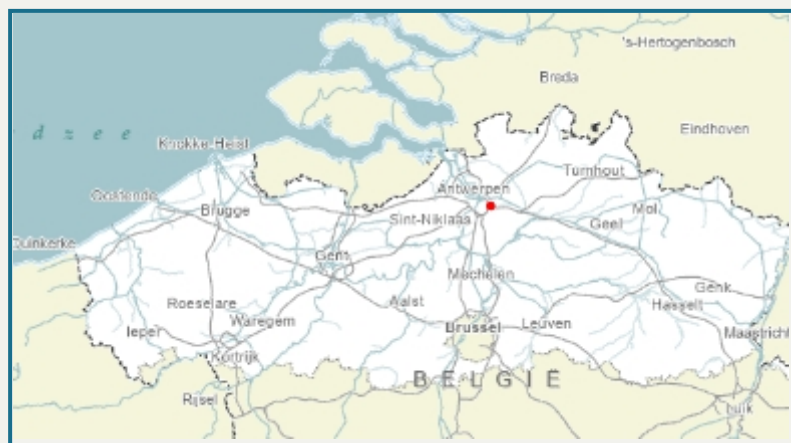 's-Hertogenbosch
Breda
d z e e
Eindhoven
Knokke-Heist
Turnhout
Antwerpen
Oostende
Mol
Brugge
Sint-Niklaas
Geel
Duinkerke
Gent
Mechelen
Genk
Roeselare
Aalst
Hasselt
Ieper
Waregem
Brussel
Leuven
Maastricht
Kortrijk
BELGIË
Rijsel
Luik